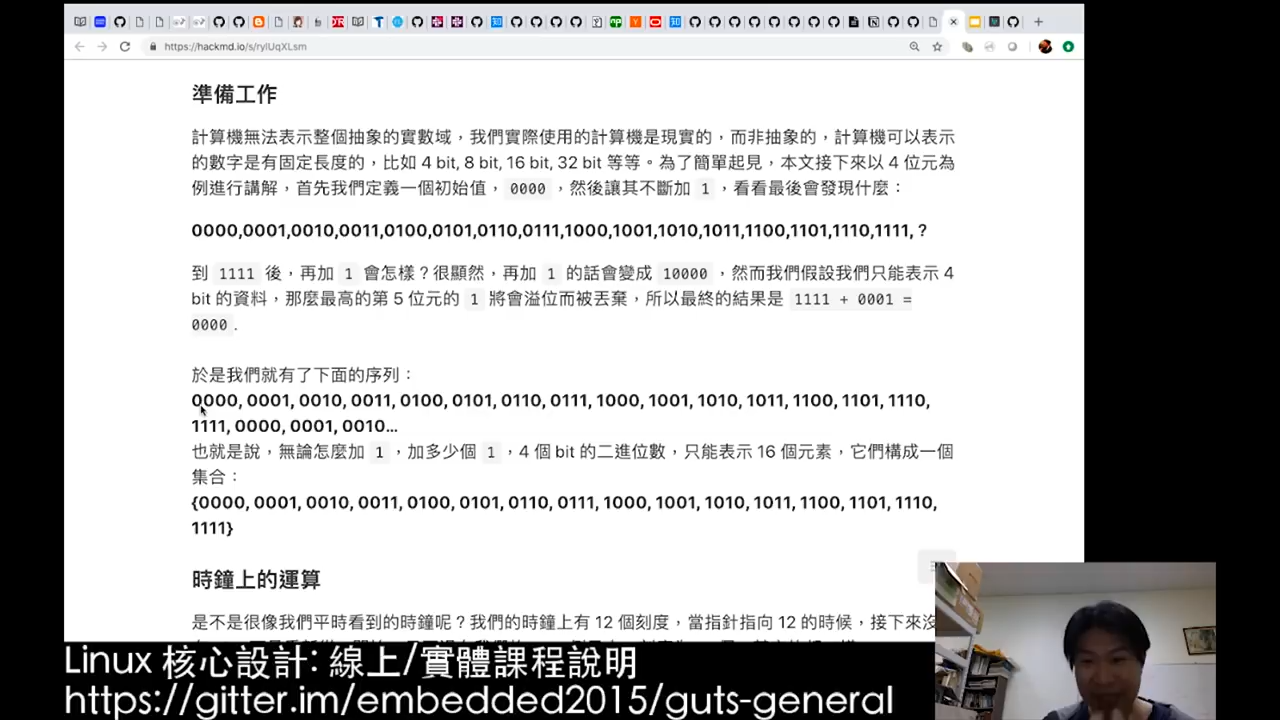 https://hackmd.io/s/rylUqXLsm
準備工作
計算機無法表示整個抽象的實數域，我們實際使用的計算機是現實的，而非抽象的，計算機可以表示
的數字是有固定長度的，比如 4 bit, 8 bit, 16 bit, 32 bit 等等。為了簡單起見，本文接下來以 4 位元為
例進行講解，首先我們定義一個初始值， 0000 ，然後讓其不斷加 1 ，看看最後會發現什麼：
0000,0001,0010,0011,0100,0101,0110,0111,1000,1001,1010,1011,1100,1101,1110,1111, ?
到 1111 後，再加 1 會怎樣？很顯然，再加 1 的話會變成 10000 ，然而我們假設我們只能表示 4
bit 的資料，那麼最高的第 5 位元的 1 將會溢位而被丟棄，所以最終的結果是 1111 + 0001 =
0000 .
於是我們就有了下面的序列：
0000, 0001, 0010, 0011, 0100, 0101, 0110, 0111, 1000, 1001, 1010, 1011, 1100, 1101, 1110,
1111, 0000, 0001, 0010...
也就是說，無論怎麼加 1 ，加多少個 1 ，4 個 bit 的二進位數，只能表示 16 個元素，它們構成一個
集合：
{0000, 0001, 0010, 0011, 0100, 0101, 0110, 0111, 1000, 1001, 1010, 1011, 1100, 1101, 1110,
1111}
時鐘上的運算
是不是很像我們平時看到的時鐘呢？我們的時鐘上有 12 個刻度，當指針指向 12 的時候，接下來沒
Linux 核心設計: 線上/實體課程說明
https://gitter.im/embedded2015/guts-general